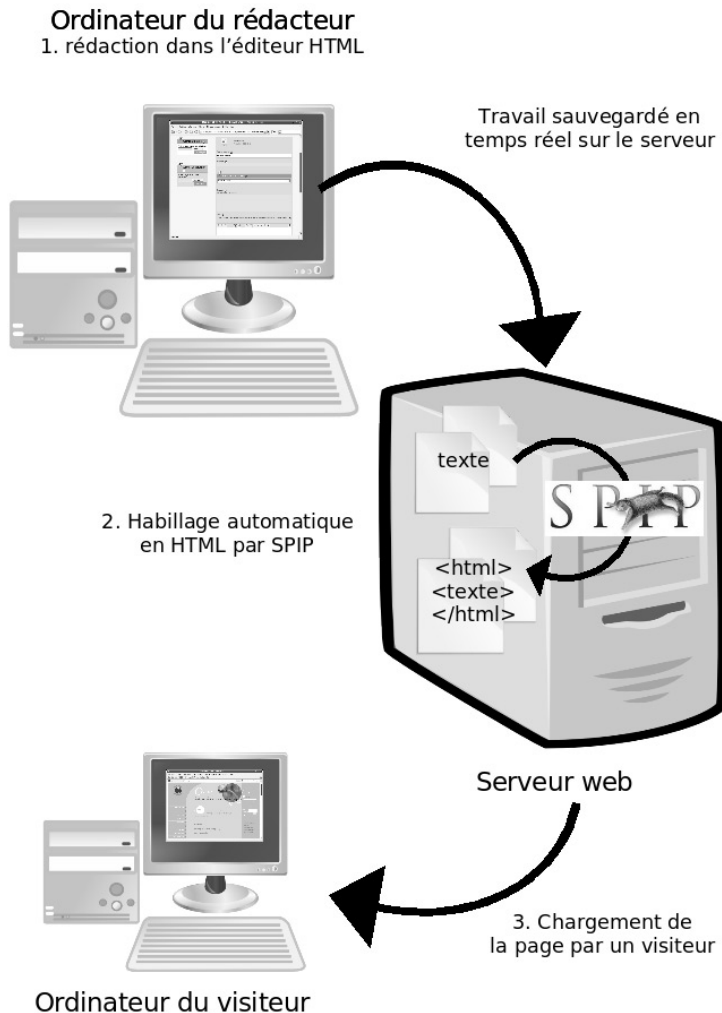 Ordinateur du rédacteur
1. rédaction dans l'éditeur HTML
Travail sauvegardé en
temps réel sur le serveur
texte
SPIP
2. Habillage automatique
en HTML par SPIP
<html>
<texte>
</html>
Serveur web
3. Chargement de
la page par un visiteur
Ordinateur du visiteur